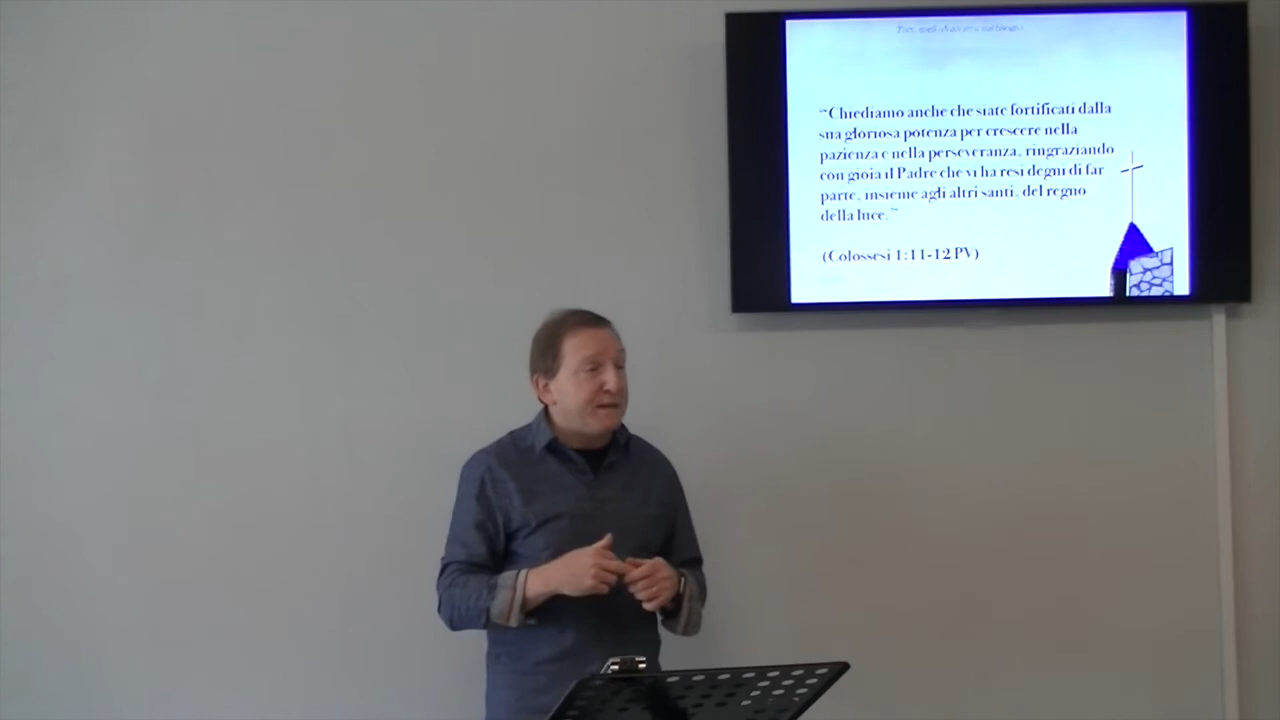 “Chiediamo anche che siate fortificati dalla
sua gloriosa potenza per crescere nella
pazienza e nella perseveranza, ringraziando
con gioia il Padre che vi ha resi degni di far
parte, insieme agli altri santi, del regno
della luce.”
(Colossesi 1:11-12 PV)